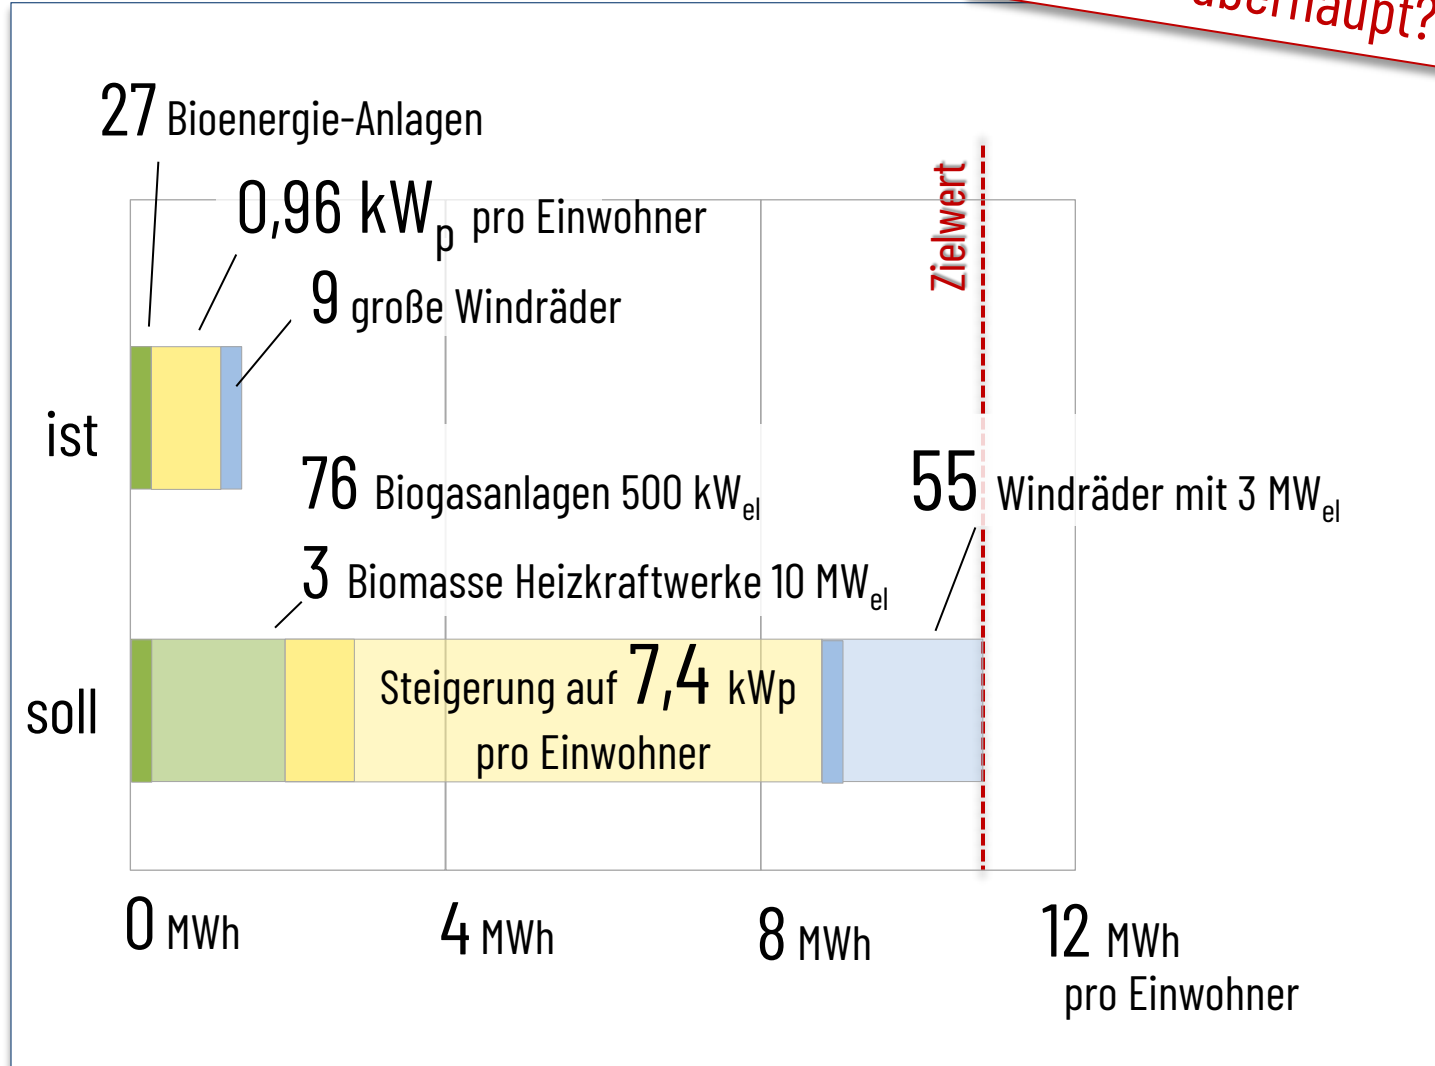 überhaupt?
27 Bioenergie-Anlagen
0,96 kWp pro Einwohner
9 große Windräder
Zielwert
ist
76 Biogasanlagen 500 kWel
55 Windräder mit 3 MWel
3 Biomasse Heizkraftwerke 10 MWel
soll
Steigerung auf 7,4 kWp
pro Einwohner
0 MWh
4 MWh
8 MWh
12 MWh
pro Einwohner